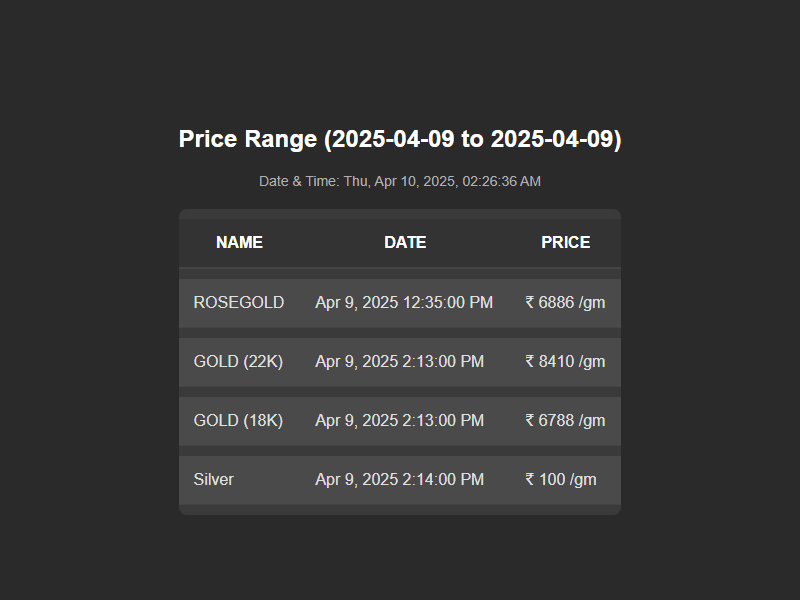 Price Range (2025-04-09 to 2025-04-09)
Date & Time: Thu, Apr 10, 2025, 02:26:36 AM
NAME DATE PRICE
ROSEGOLD Apr 9, 2025 12:35:00 PM ₹ 6886 /gm
GOLD (22K) Apr 9, 2025 2:13:00 PM ₹ 8410 /gm
GOLD (18K) Apr 9, 2025 2:13:00 PM ₹ 6788 /gm
Silver Apr 9, 2025 2:14:00 PM ₹ 100 /gm